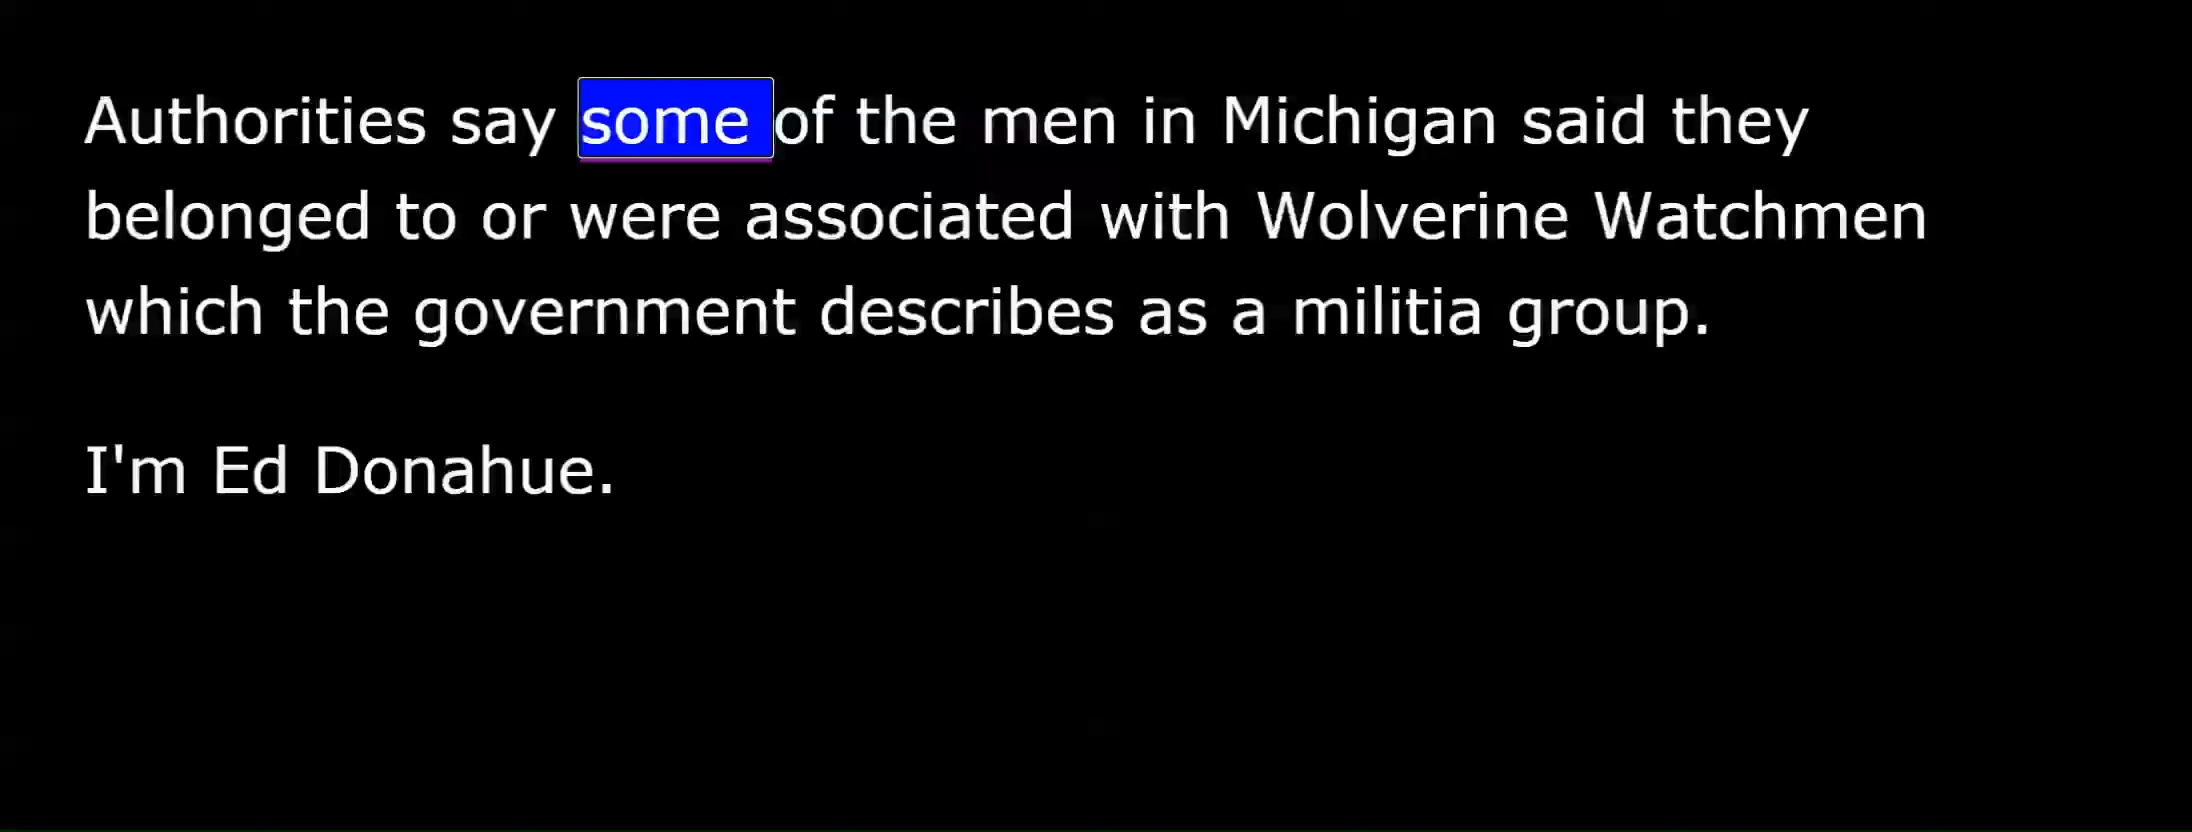 Authorities say some of the men in Michigan said they
belonged to or were associated with Wolverine Watchmen
which the government describes as a militia group.
I'm Ed Donahue.